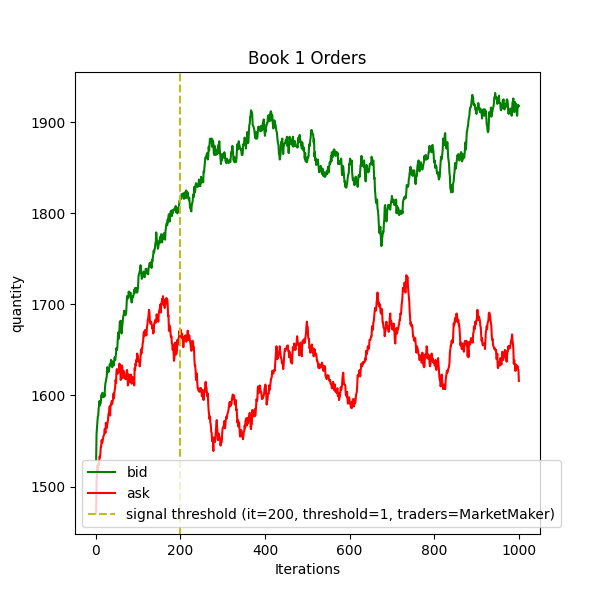 Book 1 Orders
1900
1800
1700
1600
1500
quantity
bid
ask
signal threshold (it=200, threshold=1, traders=MarketMaker)
0 200 400 600 800 1000
Iterations